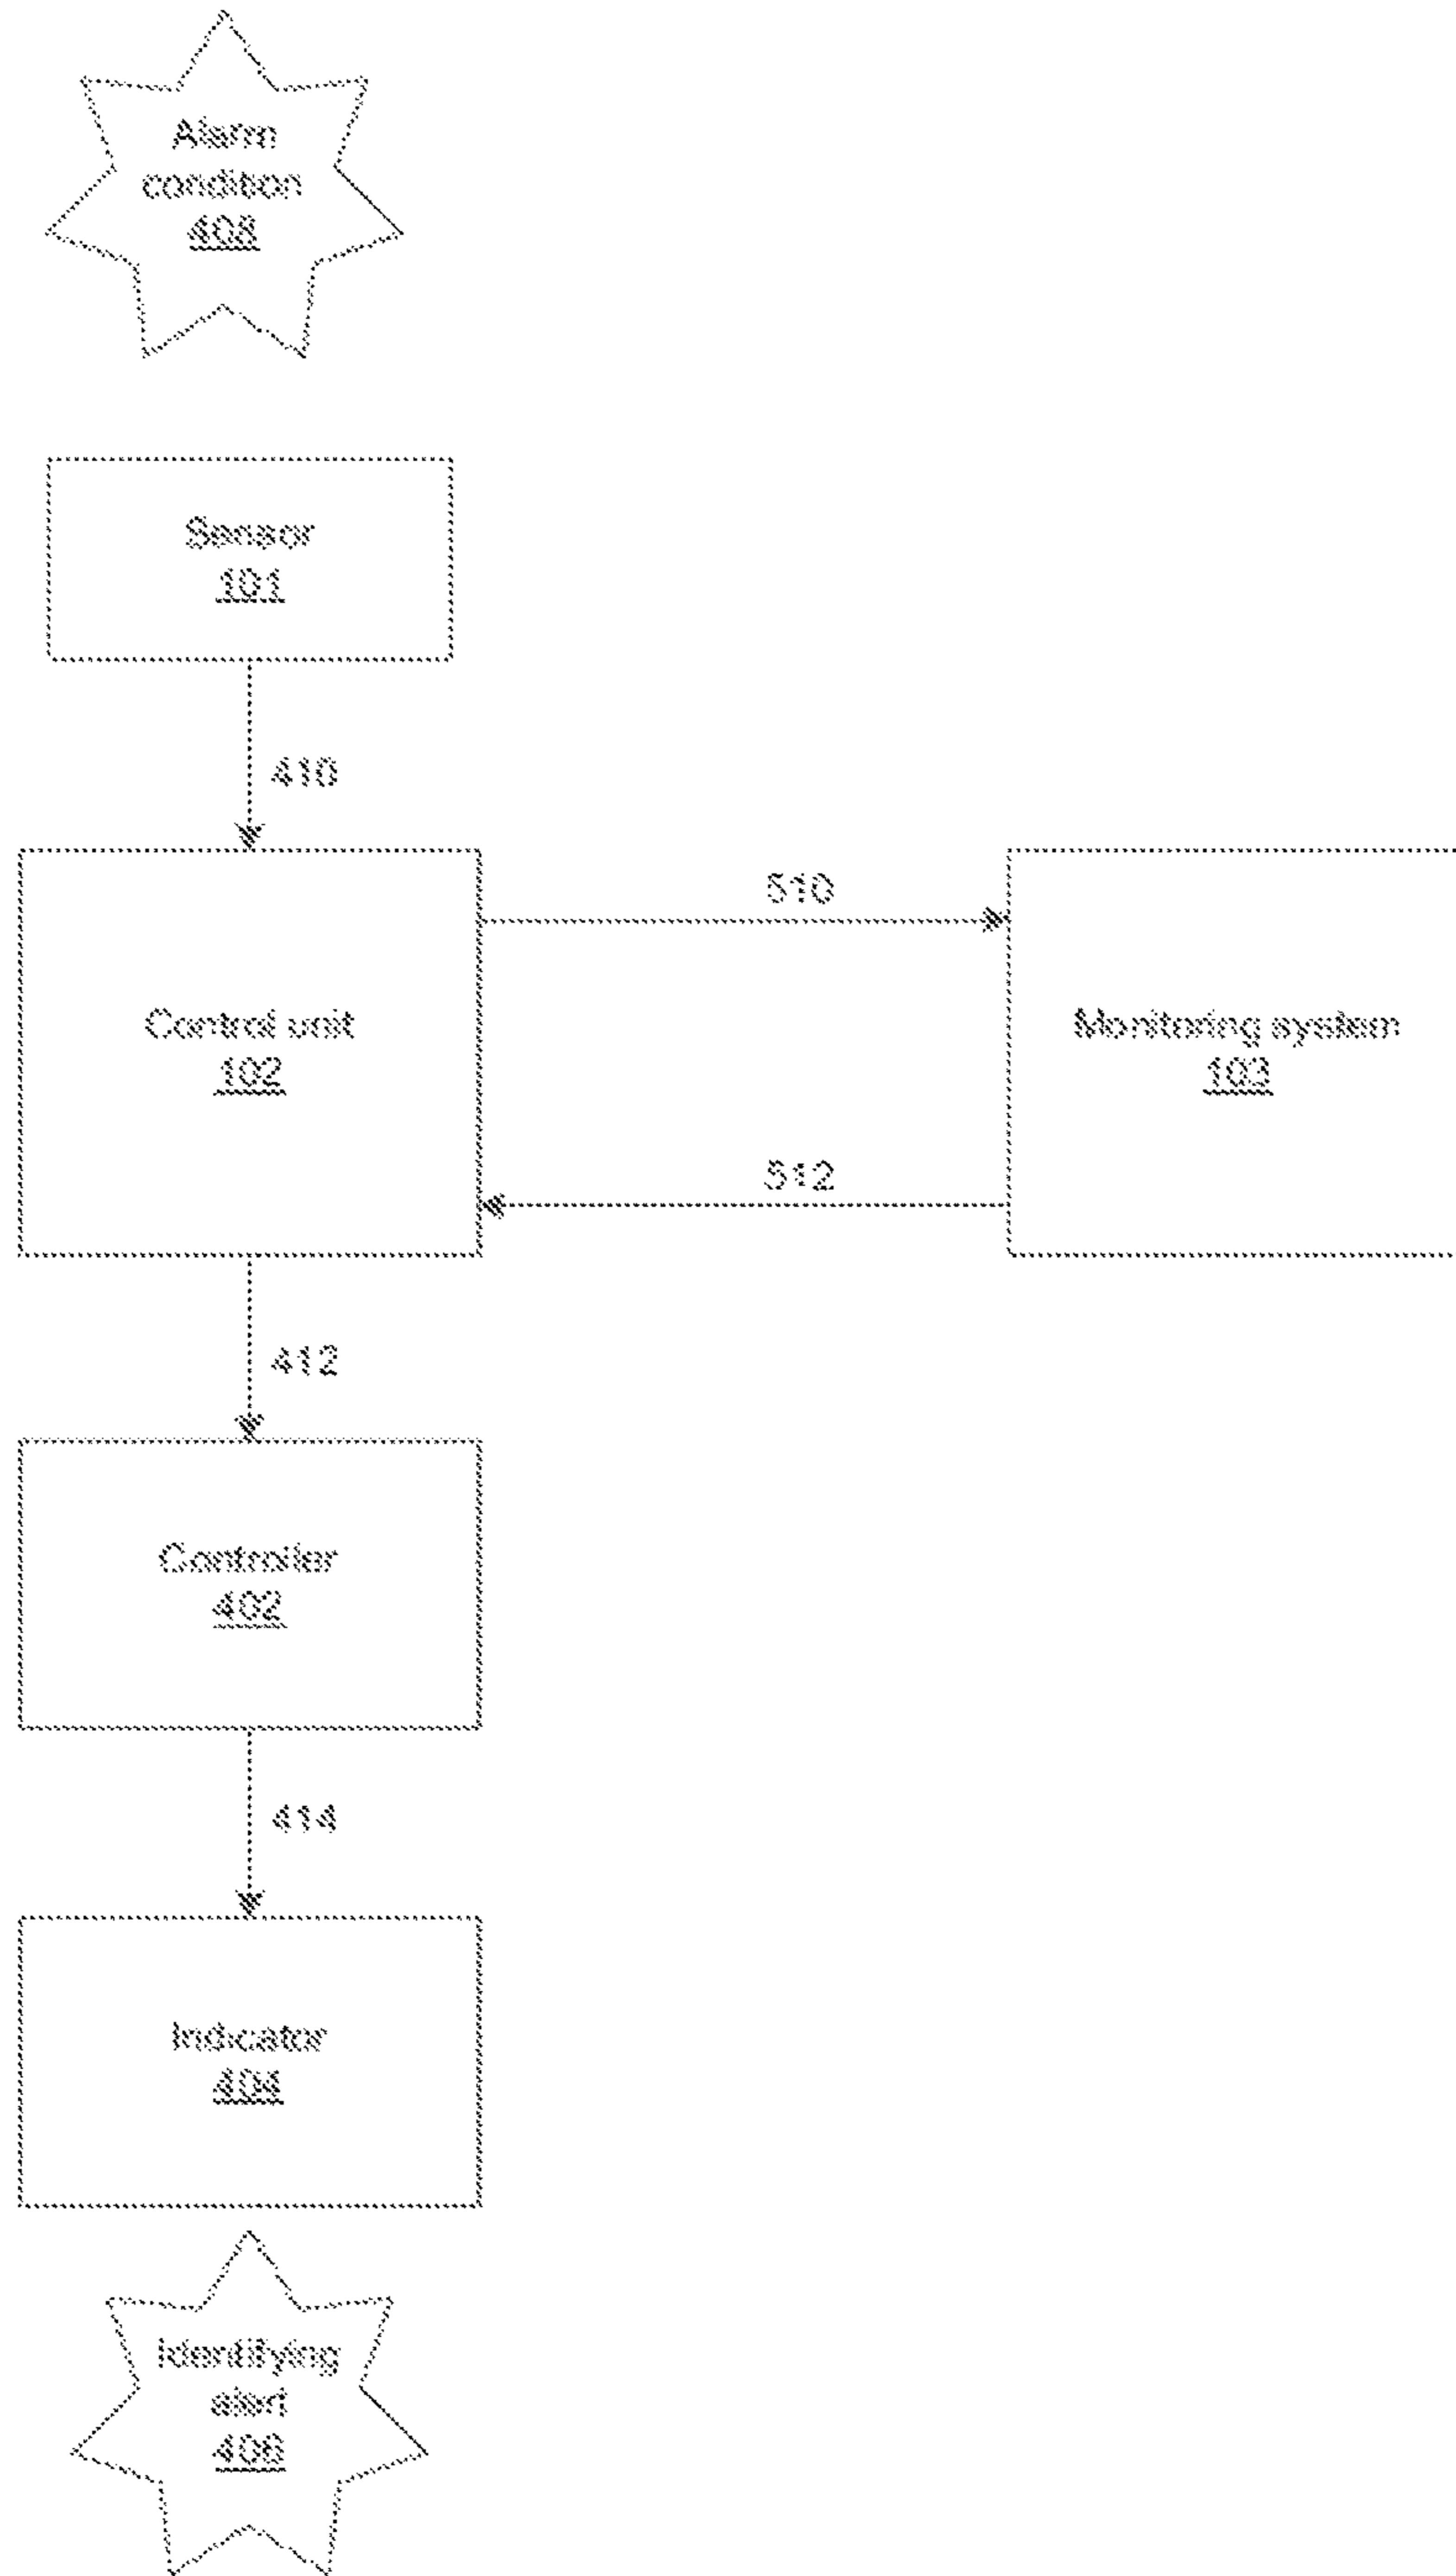 Alarm
condition
408
Sensor
101
410
Control unit
102
510
Monitoring system
103
512
412
Controller
402
414
Indicator
404
Identifying
alert
406